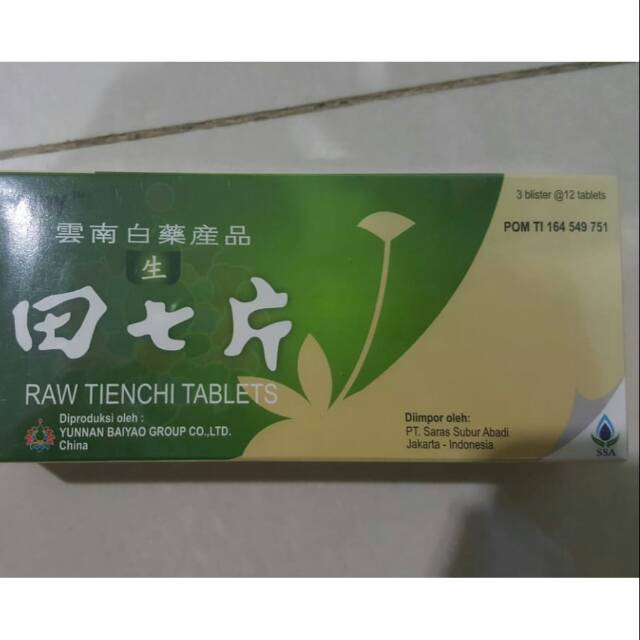 3 blister @12 tablets
POM TI 164 549 751
雲南白藥産品
生
田七片
RAW TIENCHI TABLETS
Diproduksi oleh :
YUNNAN BAIYAO GROUP CO.,LTD.
China
Diimpor oleh:
PT. Saras Subur Abadi
Jakarta - Indonesia
SSA